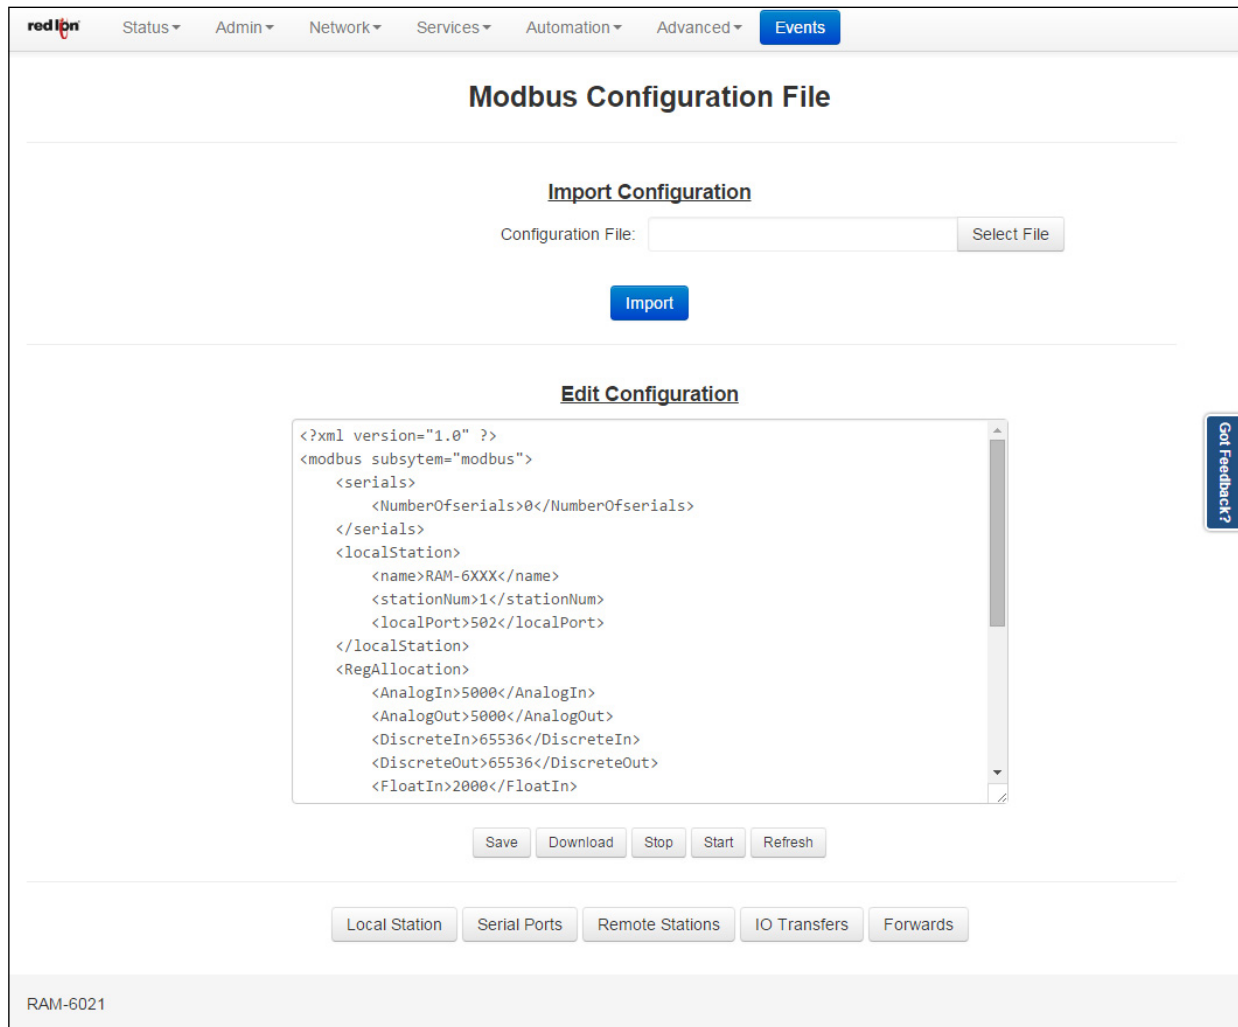 red lion Status Admin Network Services Automation Advanced Events
Modbus Configuration File
Import Configuration
Configuration File: Select File
Import
Edit Configuration
<?xml version="1.0" ?>
<modbus subsytem="modbus">
<serials>
<NumberOfserials>0</NumberOfserials>
</serials>
<localStation>
<name>RAM-6XXX</name>
<stationNum>1</stationNum>
<localPort>502</localPort>
</localStation>
<RegAllocation>
<AnalogIn>5000</AnalogIn>
<AnalogOut>5000</AnalogOut>
<DiscreteIn>65536</DiscreteIn>
<DiscreteOut>65536</DiscreteOut>
<FloatIn>2000</FloatIn>
Got Feedback?
Save Download Stop Start Refresh
Local Station Serial Ports Remote Stations IO Transfers Forwards
RAM-6021